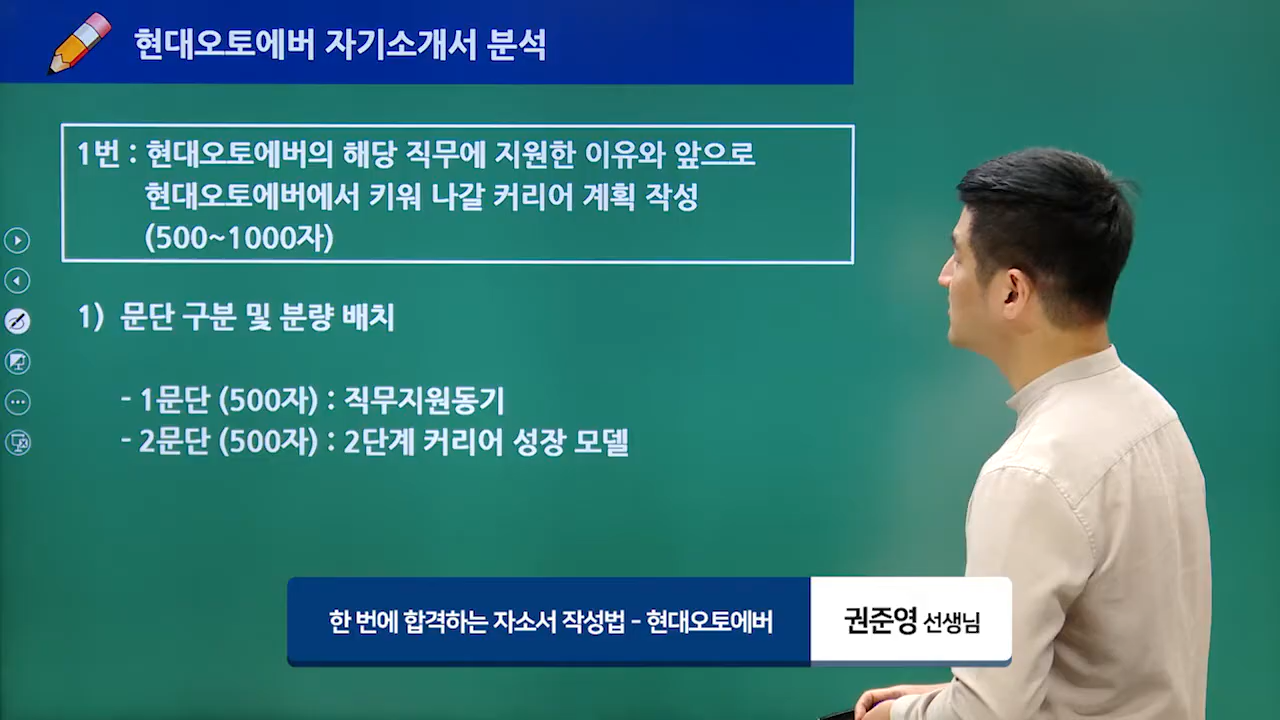 현대오토에버 자기소개서 분석
1번 : 현대오토에버의 해당 직무에 지원한 이유와 앞으로
현대오토에버에서 키워 나갈 커리어 계획 작성
(500~1000자)
1) 문단 구분 및 분량 배치
- 1문단 (500자) : 직무지원동기
- 2문단 (500자) : 2단계 커리어 성장 모델
한 번에 합격하는 자소서 작성법 - 현대오토에버
권준영 선생님